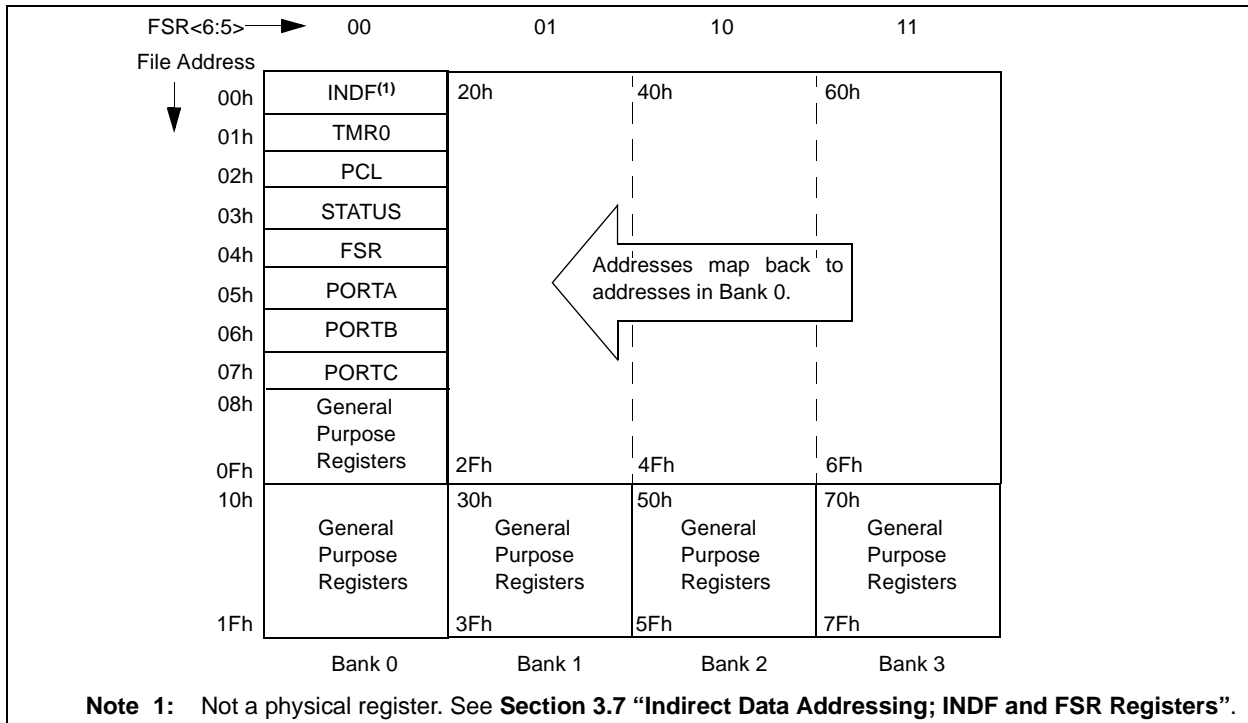 FSR<6:5> 00 01 10 11
File Address
00h INDF(1) 20h 40h 60h
01h TMR0
02h PCL
03h STATUS
04h FSR
Addresses map back to
addresses in Bank 0.
05h PORTA
06h PORTB
07h PORTC
08h General
Purpose
Registers
0Fh 2Fh 4Fh 6Fh
10h 30h 50h 70h
General General General General
Purpose Purpose Purpose Purpose
Registers Registers Registers Registers
1Fh 3Fh 5Fh 7Fh
Bank 0 Bank 1 Bank 2 Bank 3
Note 1: Not a physical register. See Section 3.7 “Indirect Data Addressing; INDF and FSR Registers”.